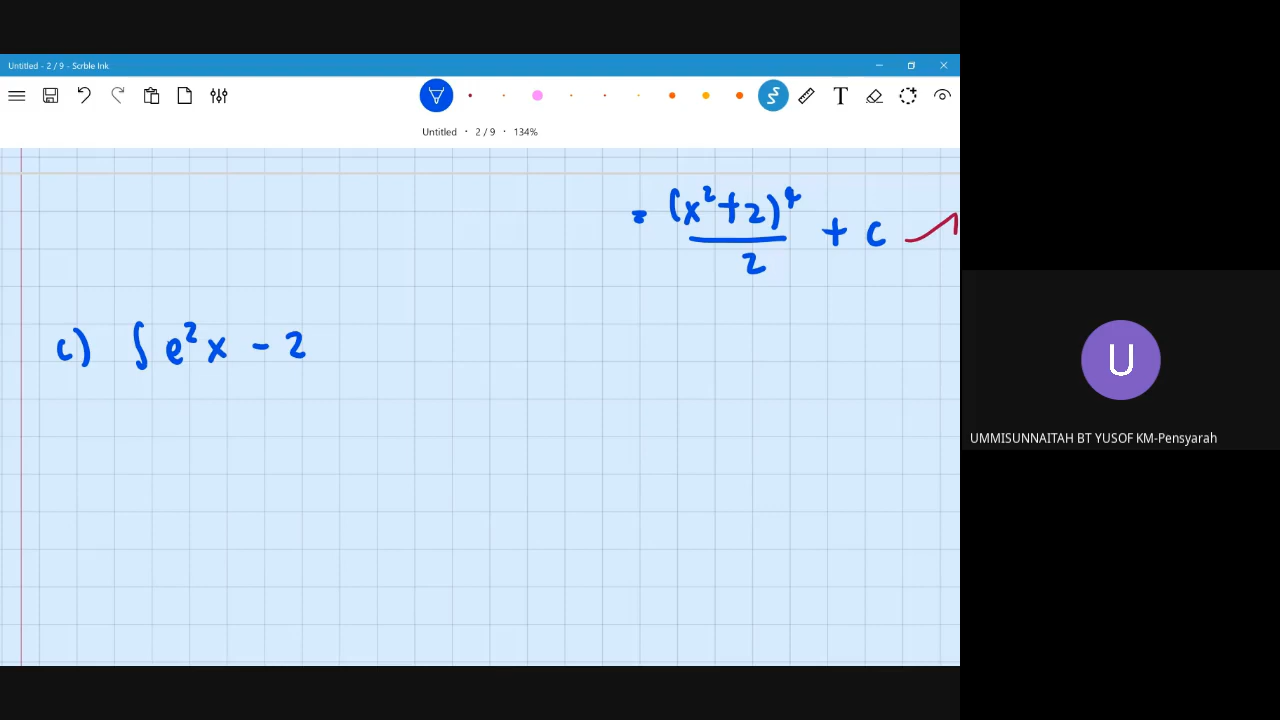 Untitled - 2 / 9 - Scrble Ink
T
Untitled • 2 / 9 • 134%
= (x²+2)⁴ / 2 + c
c) ∫ e² x - 2
U
UMMISUNNAITAH BT YUSOF KM-Pensyarah